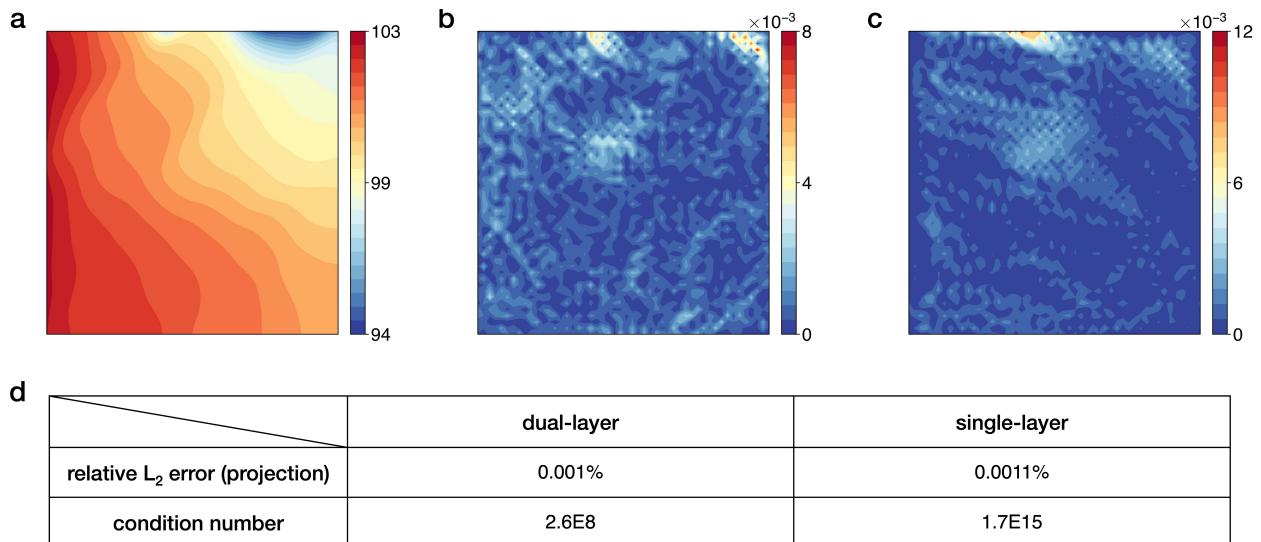 a
103
99
94
b
×10⁻³
8
4
0
c
×10⁻³
12
6
0
d
dual-layer single-layer
relative L₂ error (projection) 0.001% 0.0011%
condition number 2.6E8 1.7E15